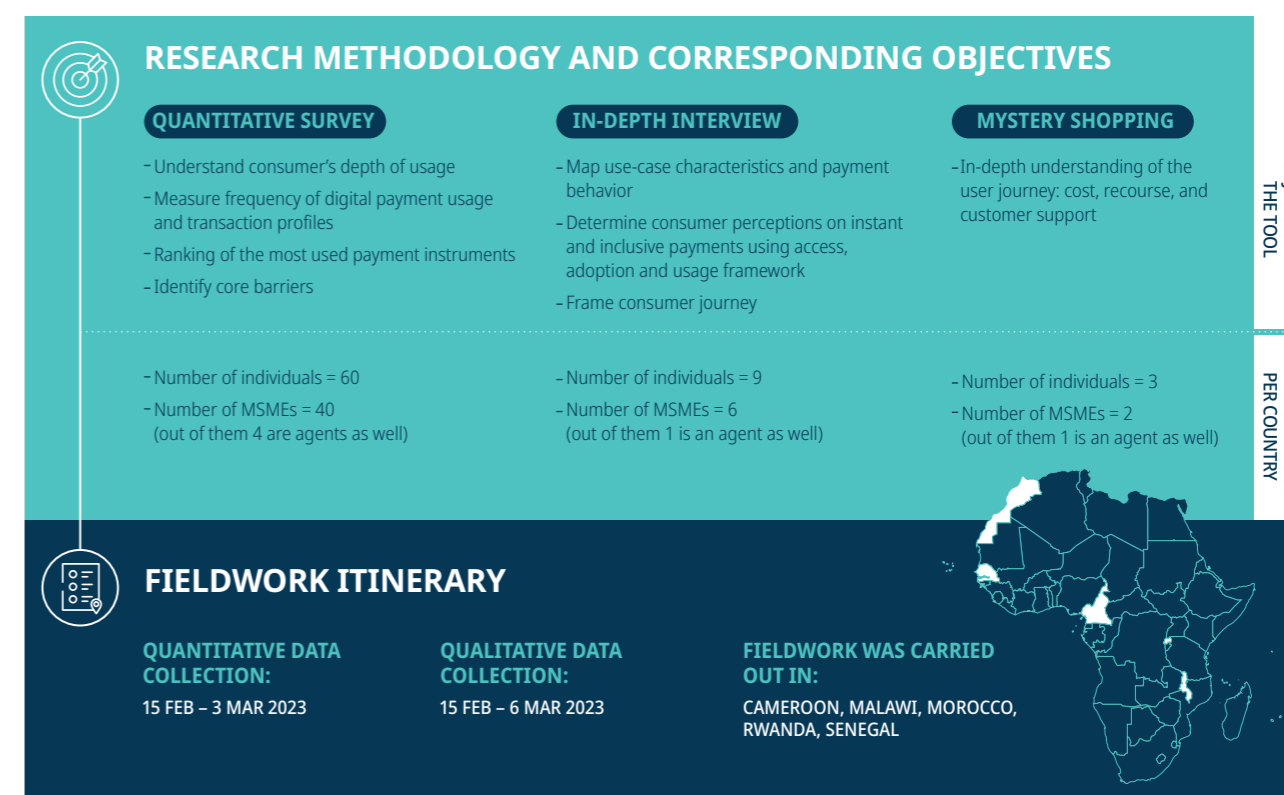 RESEARCH METHODOLOGY AND CORRESPONDING OBJECTIVES
QUANTITATIVE SURVEY
– Understand consumer's depth of usage
– Measure frequency of digital payment usage
and transaction profiles
– Ranking of the most used payment instruments
– Identify core barriers
IN-DEPTH INTERVIEW
– Map use-case characteristics and payment
behavior
– Determine consumer perceptions on instant
and inclusive payments using access,
adoption and usage framework
– Frame consumer journey
MYSTERY SHOPPING
– In-depth understanding of the
user journey: cost, recourse, and
customer support
THE TOOL
– Number of individuals = 60
– Number of MSMEs = 40
(out of them 4 are agents as well)
– Number of individuals = 9
– Number of MSMEs = 6
(out of them 1 is an agent as well)
– Number of individuals = 3
– Number of MSMEs = 2
(out of them 1 is an agent as well)
PER COUNTRY
FIELDWORK ITINERARY
QUANTITATIVE DATA
COLLECTION:
15 FEB – 3 MAR 2023
QUALITATIVE DATA
COLLECTION:
15 FEB – 6 MAR 2023
FIELDWORK WAS CARRIED
OUT IN:
CAMEROON, MALAWI, MOROCCO,
RWANDA, SENEGAL